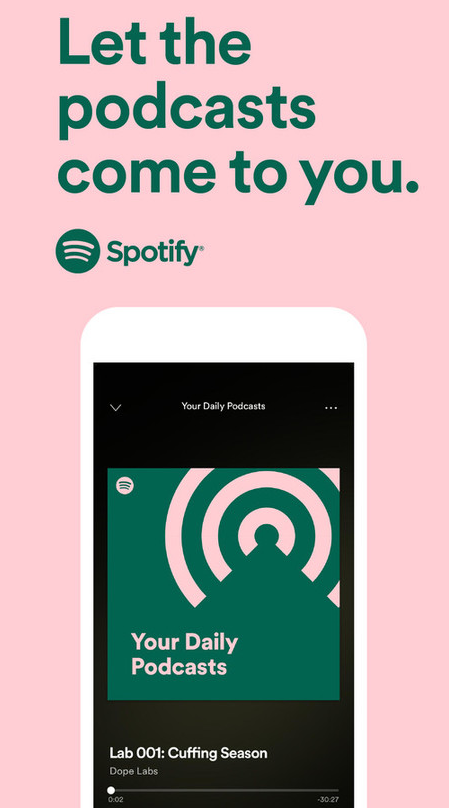 Let the
podcasts
come to you.
Spotify®
Your Daily Podcasts
Your Daily
Podcasts
Lab 001: Cuffing Season
Dope Labs
0:02
-30:27